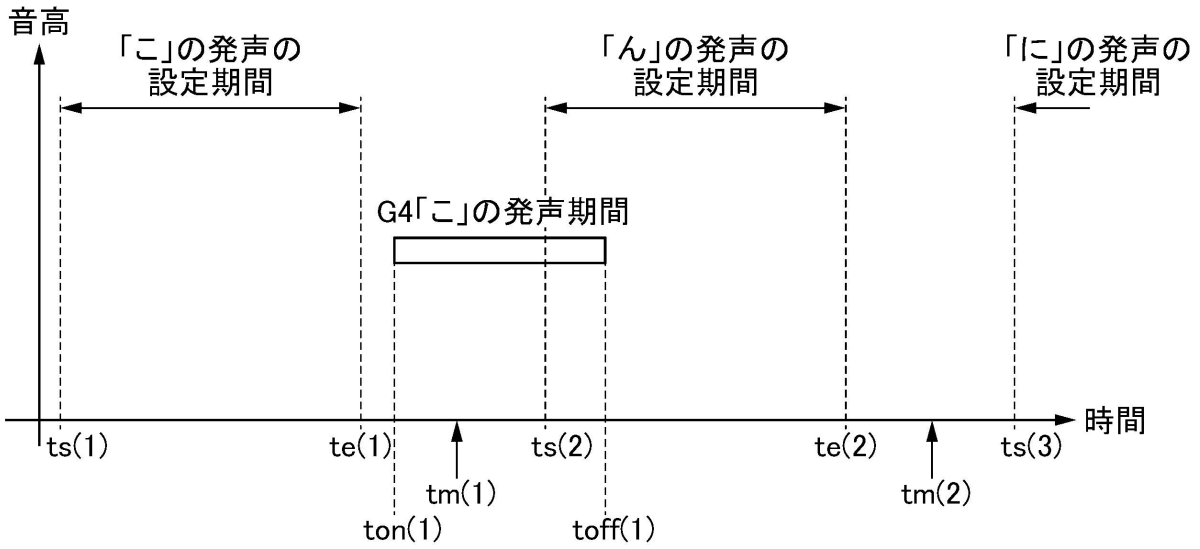 音高
「こ」の発声の
設定期間
「ん」の発声の
設定期間
「に」の発声の
設定期間
G4「こ」の発声期間
時間
ts(1)
te(1)
ts(2)
te(2)
ts(3)
tm(1)
tm(2)
ton(1)
toff(1)